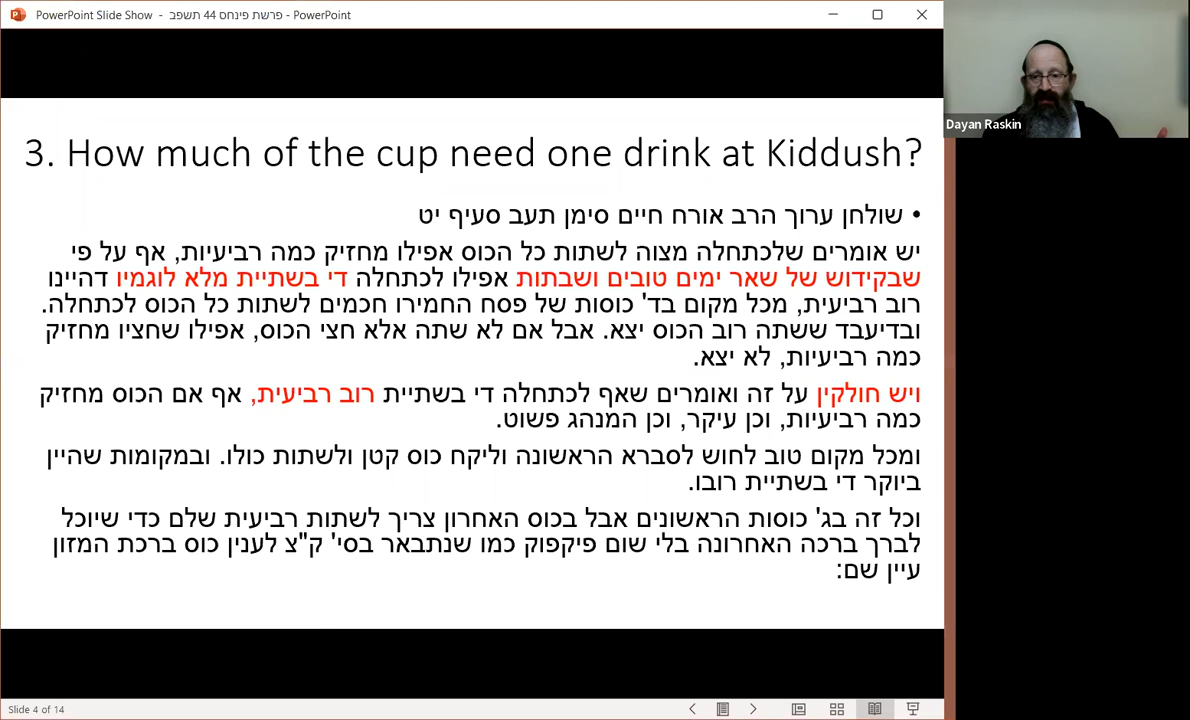 PowerPoint Slide Show - פרשת פינחס 44 תשפב - PowerPoint
Dayan Raskin
3. How much of the cup need one drink at Kiddush?
• שולחן ערוך הרב אורח חיים סימן תעב סעיף יט
יש אומרים שלכתחלה מצוה לשתות כל הכוס אפילו מחזיק כמה רביעיות, אף על פי
שבקידוש של שאר ימים טובים ושבתות אפילו לכתחלה די בשתיית מלא לוגמיו דהיינו
רוב רביעית, מכל מקום בד' כוסות של פסח החמירו חכמים לשתות כל הכוס לכתחלה.
ובדיעבד ששתה רוב הכוס יצא. אבל אם לא שתה אלא חצי הכוס, אפילו שחציו מחזיק
כמה רביעיות, לא יצא.
ויש חולקין על זה ואומרים שאף לכתחלה די בשתיית רוב רביעית, אף אם הכוס מחזיק
כמה רביעיות, וכן עיקר, וכן המנהג פשוט.
ומכל מקום טוב לחוש לסברא הראשונה וליקח כוס קטן ולשתות כולו. ובמקומות שהיין
ביוקר די בשתיית רובו.
וכל זה בג' כוסות הראשונים אבל בכוס האחרון צריך לשתות רביעית שלם כדי שיוכל
לברך ברכה האחרונה בלי שום פיקפוק כמו שנתבאר בסי' ק"צ לענין כוס ברכת המזון
עיין שם:
Slide 4 of 14